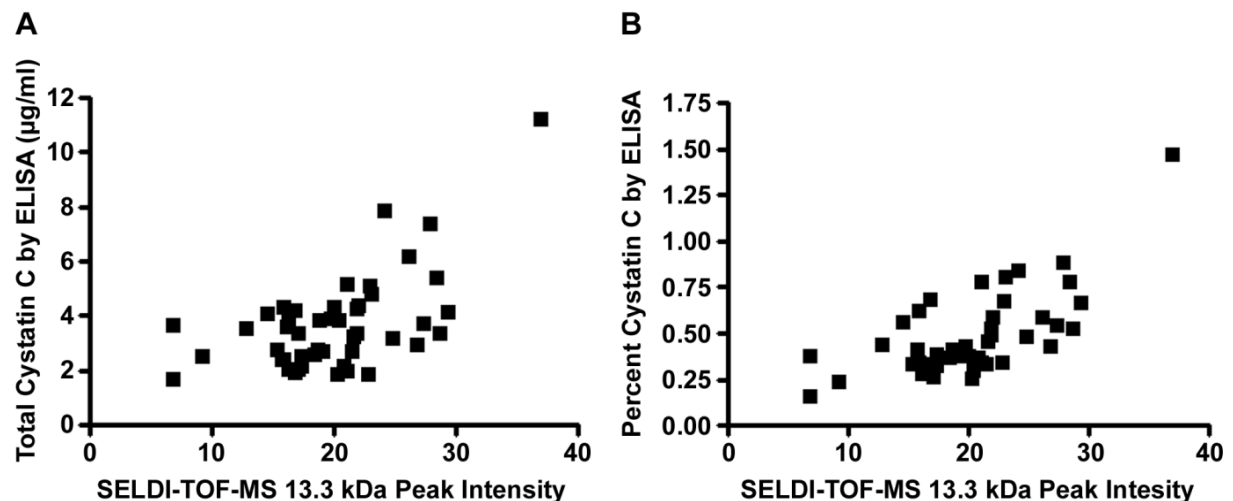 A
Total Cystatin C by ELISA (μg/ml)
12
10
8
6
4
2
0
0 10 20 30 40
SELDI-TOF-MS 13.3 kDa Peak Intensity
B
Percent Cystatin C by ELISA
1.75
1.50
1.25
1.00
0.75
0.50
0.25
0.00
0 10 20 30 40
SELDI-TOF-MS 13.3 kDa Peak Intesity